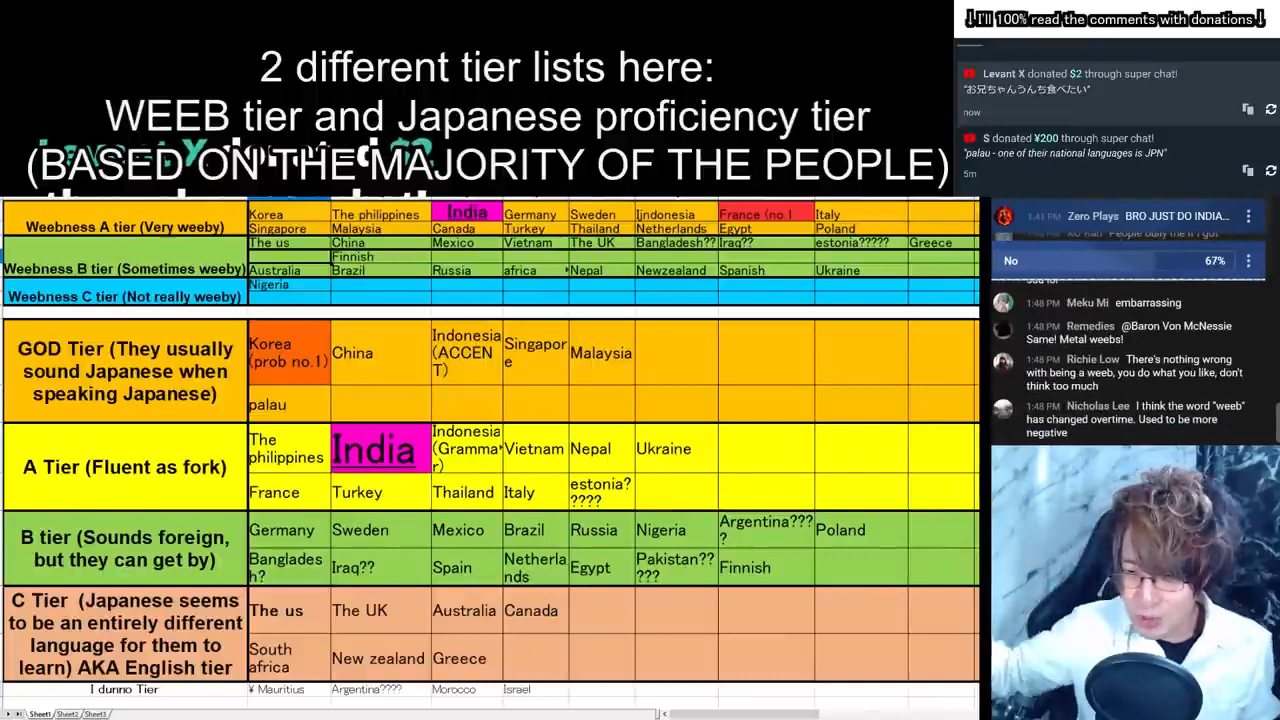 2 different tier lists here:
WEEB tier and Japanese proficiency tier
(BASED ON THE MAJORITY OF THE PEOPLE)
↓I'll 100% read the comments with donations↓
Levant X donated $2 through super chat!
"お兄ちゃんうんち食べたい"
now
S donated ¥200 through super chat!
"palau - one of their national languages is JPN"
5m
1:41 PM Zero Plays BRO JUST DO INDIA...
No 67%
1:48 PM Meku Mi embarrassing
1:48 PM Remedies @Baron Von McNessie
Same! Metal weebs!
1:48 PM Richie Low There's nothing wrong
with being a weeb, you do what you like, don't
think too much
1:48 PM Nicholas Lee I think the word "weeb"
has changed overtime. Used to be more
negative
Weebness A tier (Very weeby)
Korea The philippines India Germany Sweden Ijndonesia France (no.1 Italy
Singapore Malaysia Canada Turkey Thailand Netherlands Egypt Poland
Weebness B tier (Sometimes weeby)
The us China Mexico Vietnam The UK Bangladesh?? Iraq?? estonia????? Greece
Finnish
Australia Brazil Russia africa Nepal Newzealand Spanish Ukraine
Weebness C tier (Not really weeby)
Nigeria
GOD Tier (They usually
sound Japanese when
speaking Japanese)
Korea
(prob no.1)
China
Indonesia
(ACCEN
T)
Singapor
e
Malaysia
palau
A Tier (Fluent as fork)
The
philippines
India
Indonesia
(Gramma
r)
Vietnam
Nepal
Ukraine
France
Turkey
Thailand
Italy
estonia?
????
B tier (Sounds foreign,
but they can get by)
Germany
Sweden
Mexico
Brazil
Russia
Nigeria
Argentina???
?
Poland
Banglades
h?
Iraq??
Spain
Netherla
nds
Egypt
Pakistan??
???
Finnish
C Tier (Japanese seems
to be an entirely different
language for them to
learn) AKA English tier
The us
The UK
Australia
Canada
South
africa
New zealand
Greece
I dunno Tier
¥ Mauritius
Argentina????
Morocco
Israel
Sheet1 Sheet2 Sheet3